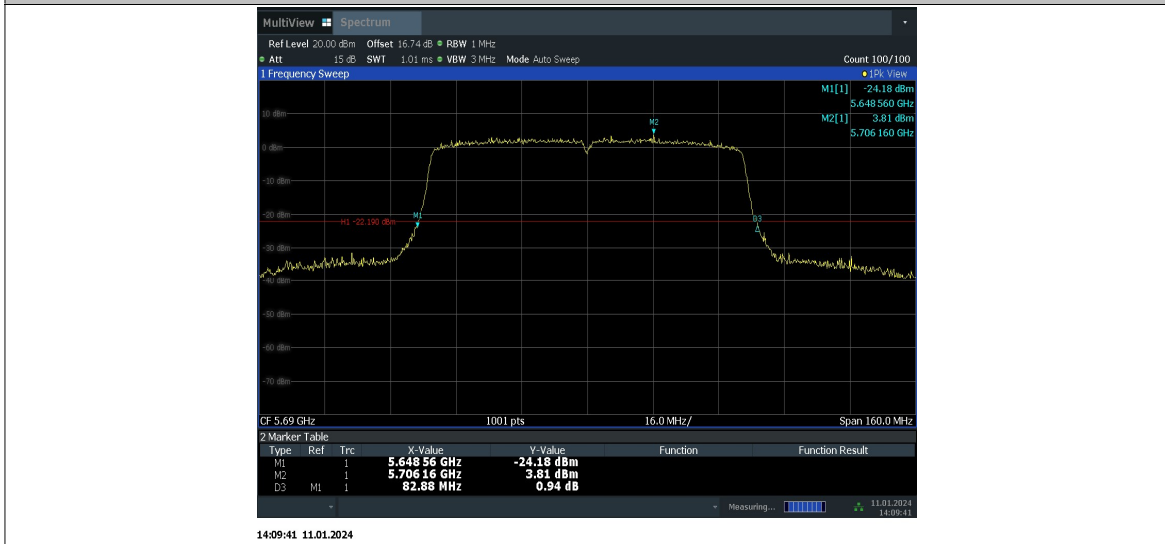 MultiView Spectrum
Ref Level 20.00 dBm Offset 16.74 dB RBW 1 MHz
Att 15 dB SWT 1.01 ms VBW 3 MHz Mode Auto Sweep Count 100/100
1 Frequency Sweep 1Pk View
M1[1] -24.18 dBm
5.648 560 GHz
10 dBm
M2[1] 3.81 dBm
M2
5.706 160 GHz
0 dBm
-10 dBm
-20 dBm
M1
D3
H1 -22.190 dBm
-30 dBm
-40 dBm
-50 dBm
-60 dBm
-70 dBm
CF 5.69 GHz 1001 pts 16.0 MHz/ Span 160.0 MHz
2 Marker Table
Type Ref Trc X-Value Y-Value Function Function Result
M1 1 5.648 56 GHz -24.18 dBm
M2 1 5.706 16 GHz 3.81 dBm
D3 M1 1 82.88 MHz 0.94 dB
Measuring... 11.01.2024
14:09:41
14:09:41 11.01.2024